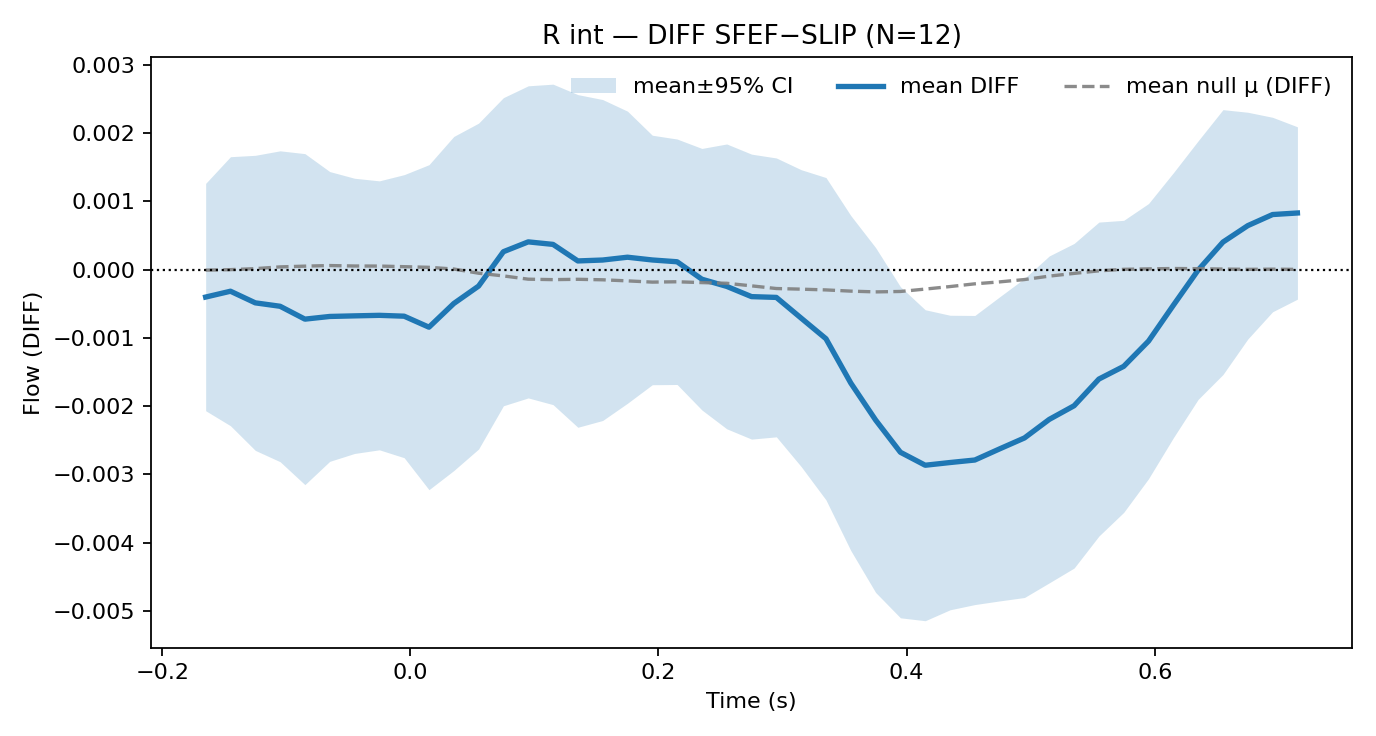 R int — DIFF SFEF−SLIP (N=12)
mean±95% CI
mean DIFF
mean null μ (DIFF)
Flow (DIFF)
0.003
0.002
0.001
0.000
−0.001
−0.002
−0.003
−0.004
−0.005
−0.2
0.0
0.2
0.4
0.6
Time (s)